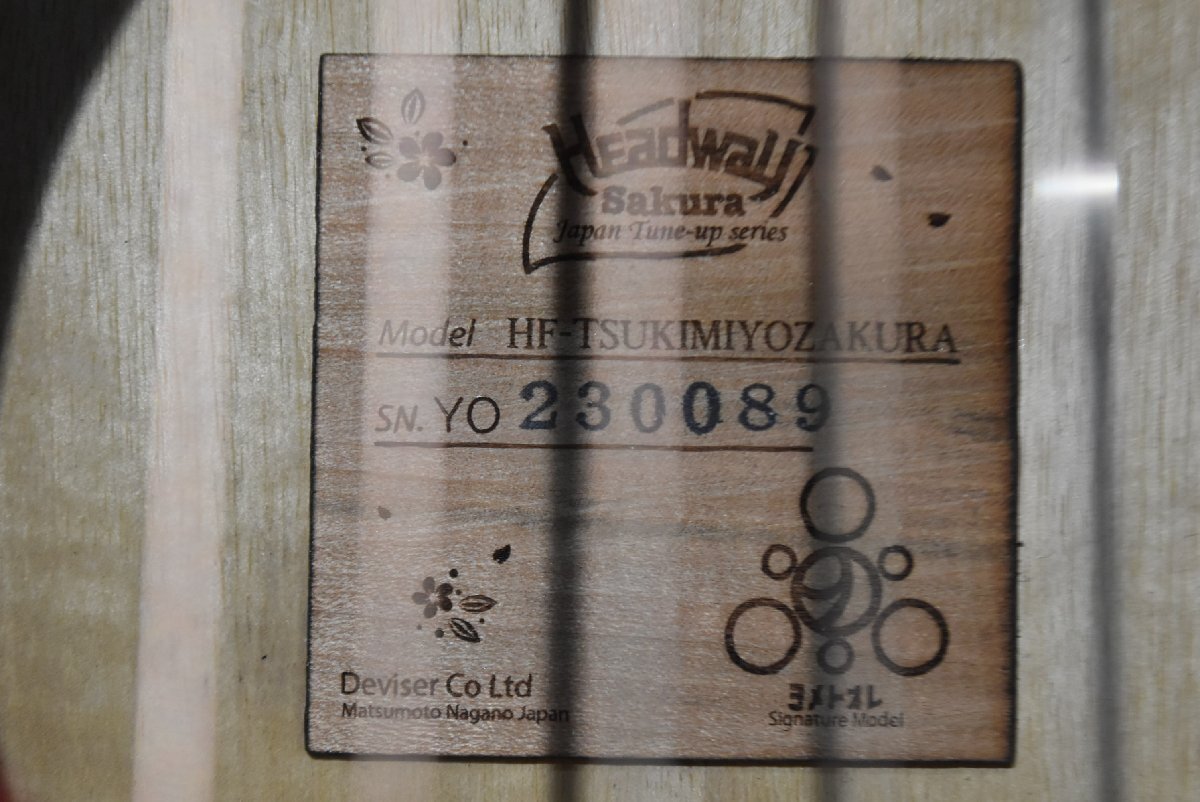 Headway
Sakura
Japan Tune-up series
Model HF-TSUKIMIYOZAKURA
SN. YO 230089
Deviser Co Ltd
Matsumoto Nagano Japan
ヨメトオレ
Signature Model